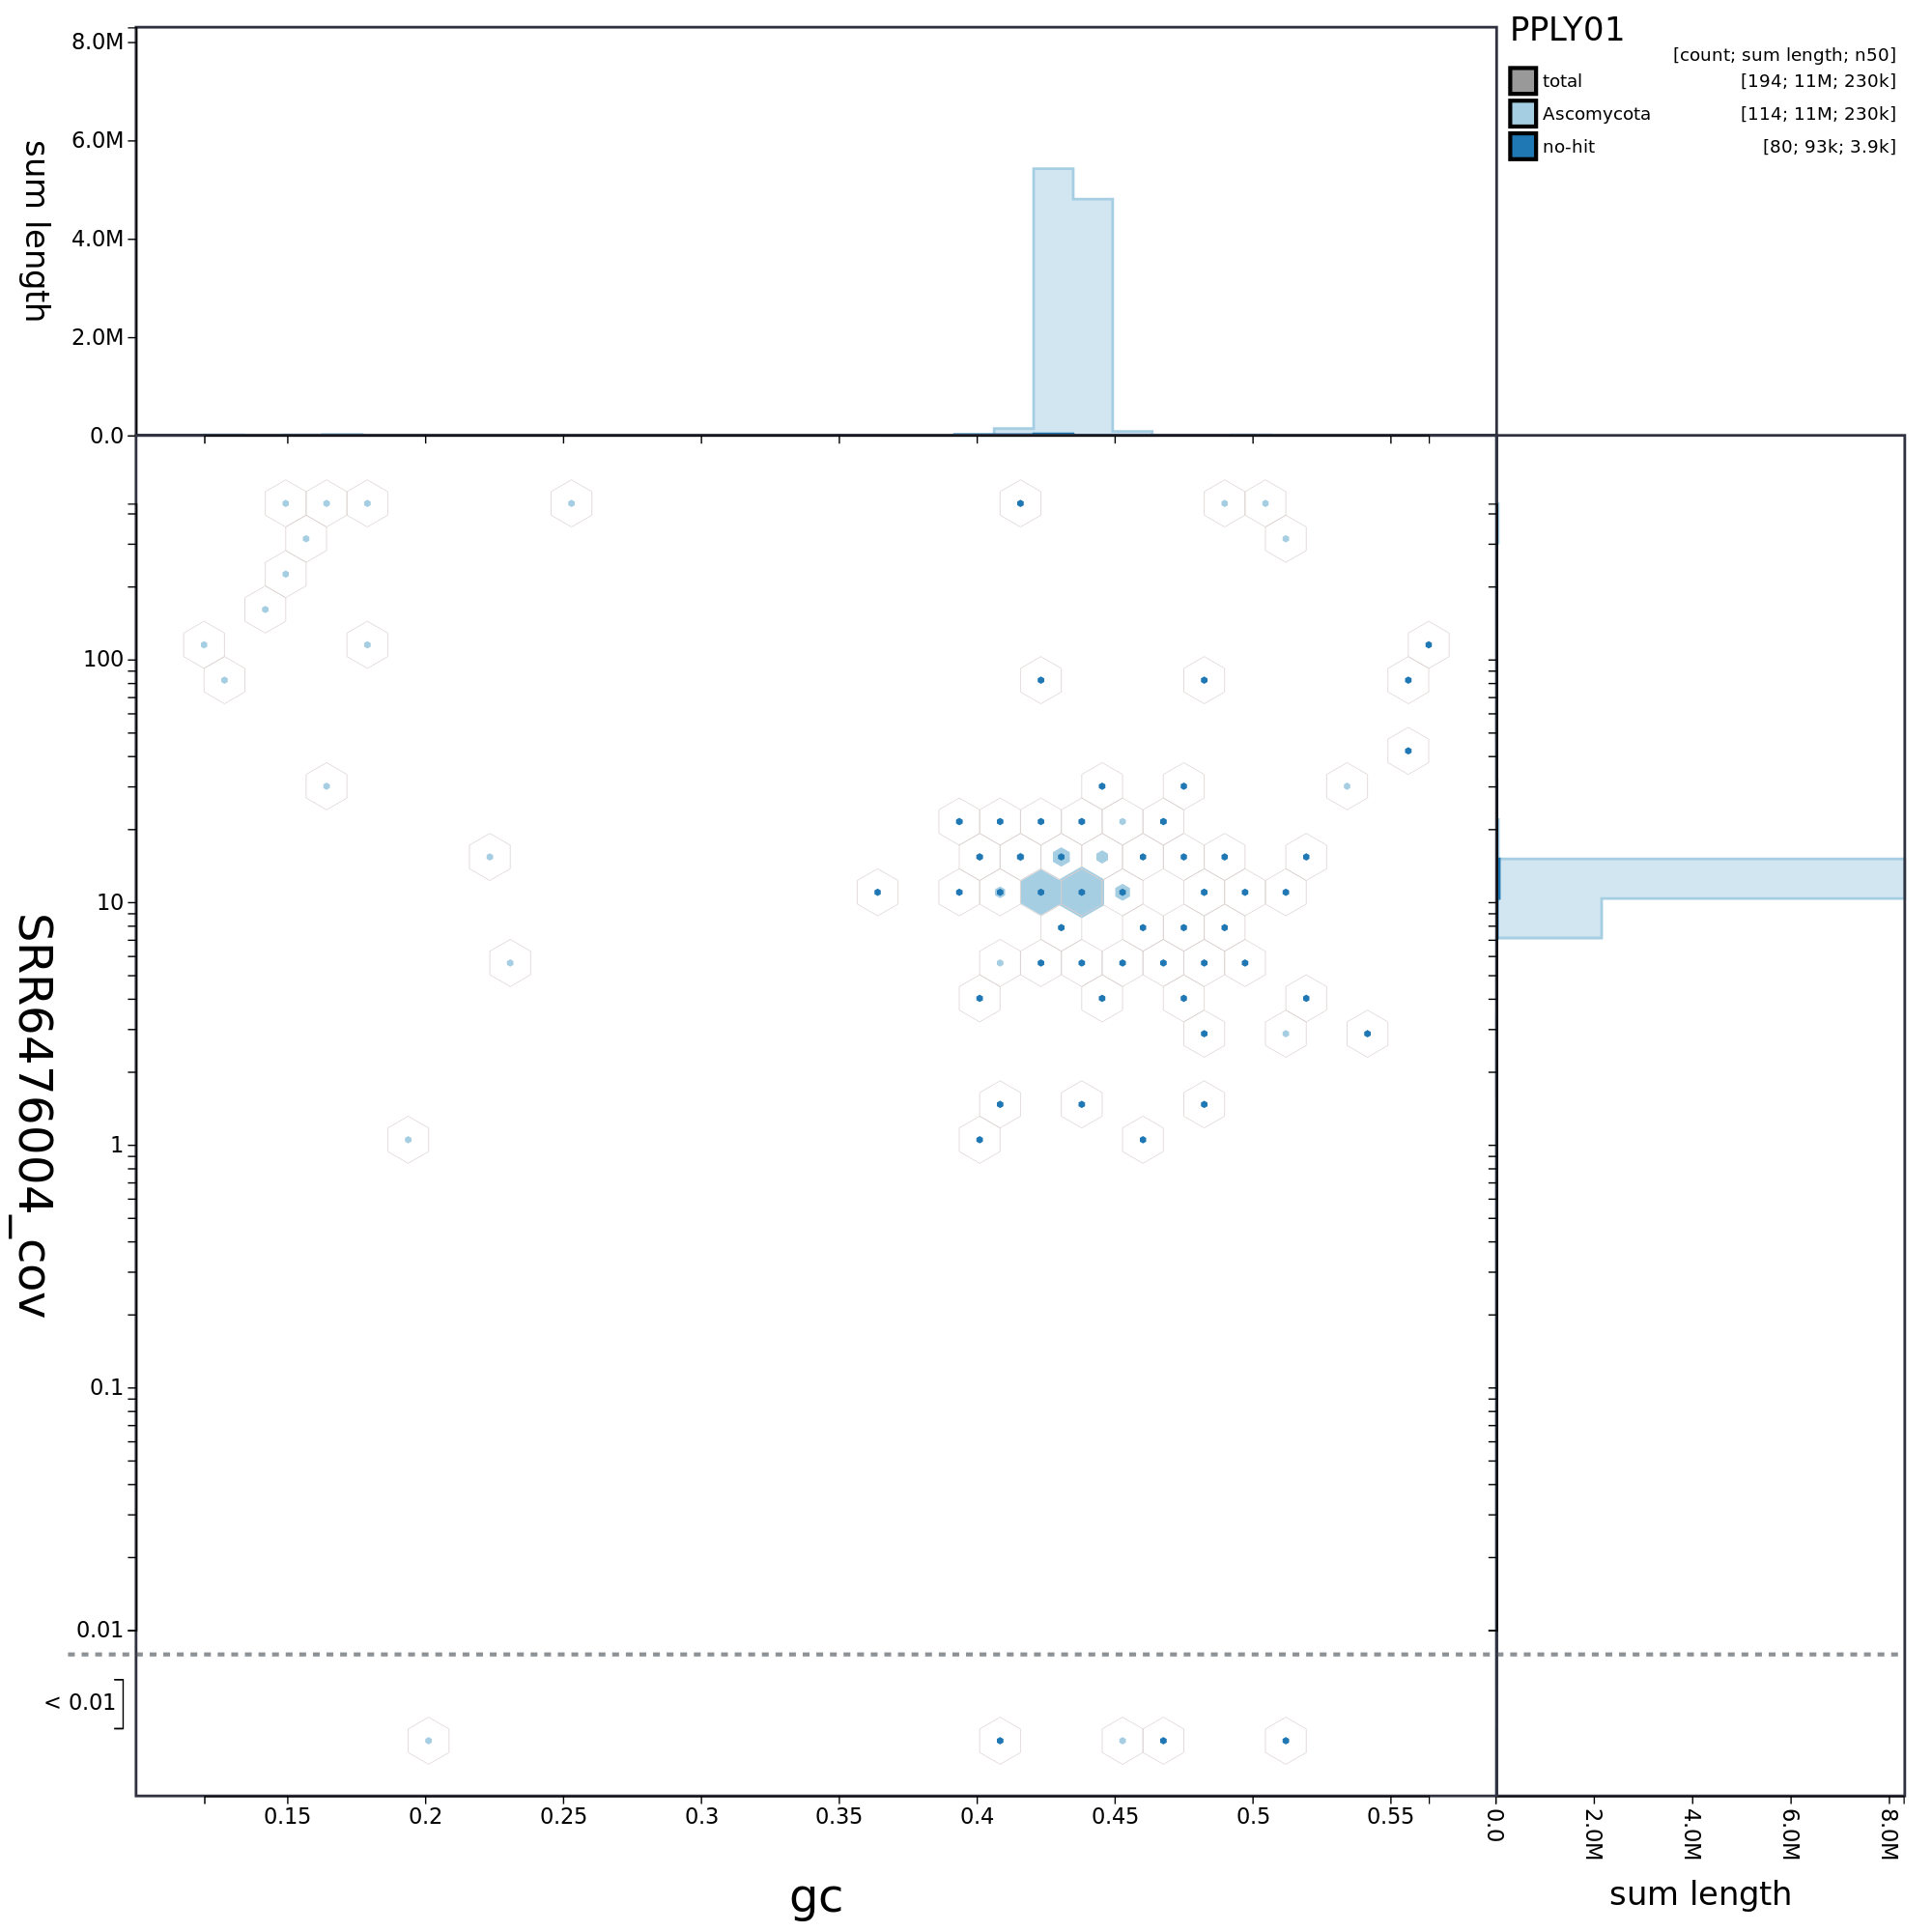 PPLY01
[count; sum length; n50]
total [194; 11M; 230k]
Ascomycota [114; 11M; 230k]
no-hit [80; 93k; 3.9k]
8.0M
6.0M
4.0M
2.0M
0.0
sum length
100
10
1
0.1
0.01
< 0.01
SRR6476004_cov
0.15 0.2 0.25 0.3 0.35 0.4 0.45 0.5 0.55
gc
0.0 2.0M 4.0M 6.0M 8.0M
sum length